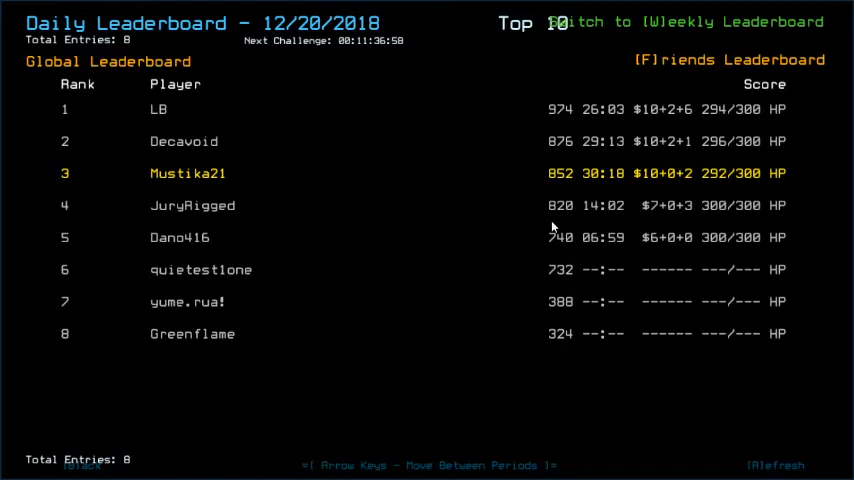 Daily Leaderboard - 12/20/2018
Top 10
Switch to [W]eekly Leaderboard
Total Entries: 8
Next Challenge: 00:11:36:58
Global Leaderboard
[F]riends Leaderboard
Rank Player Score
1 LB 974 26:03 $10+2+6 294/300 HP
2 Decavoid 876 29:13 $10+2+1 296/300 HP
3 Mustika21 852 30:18 $10+0+2 292/300 HP
4 JuryRigged 820 14:02 $7+0+3 300/300 HP
5 Dano416 740 06:59 $6+0+0 300/300 HP
6 quietest1one 732 --:-- ------ ---/--- HP
7 yume.rua! 388 --:-- ------ ---/--- HP
8 Greenflame 324 --:-- ------ ---/--- HP
Total Entries: 8
[B]ack
=[ Arrow Keys - Move Between Periods ]=
[R]efresh